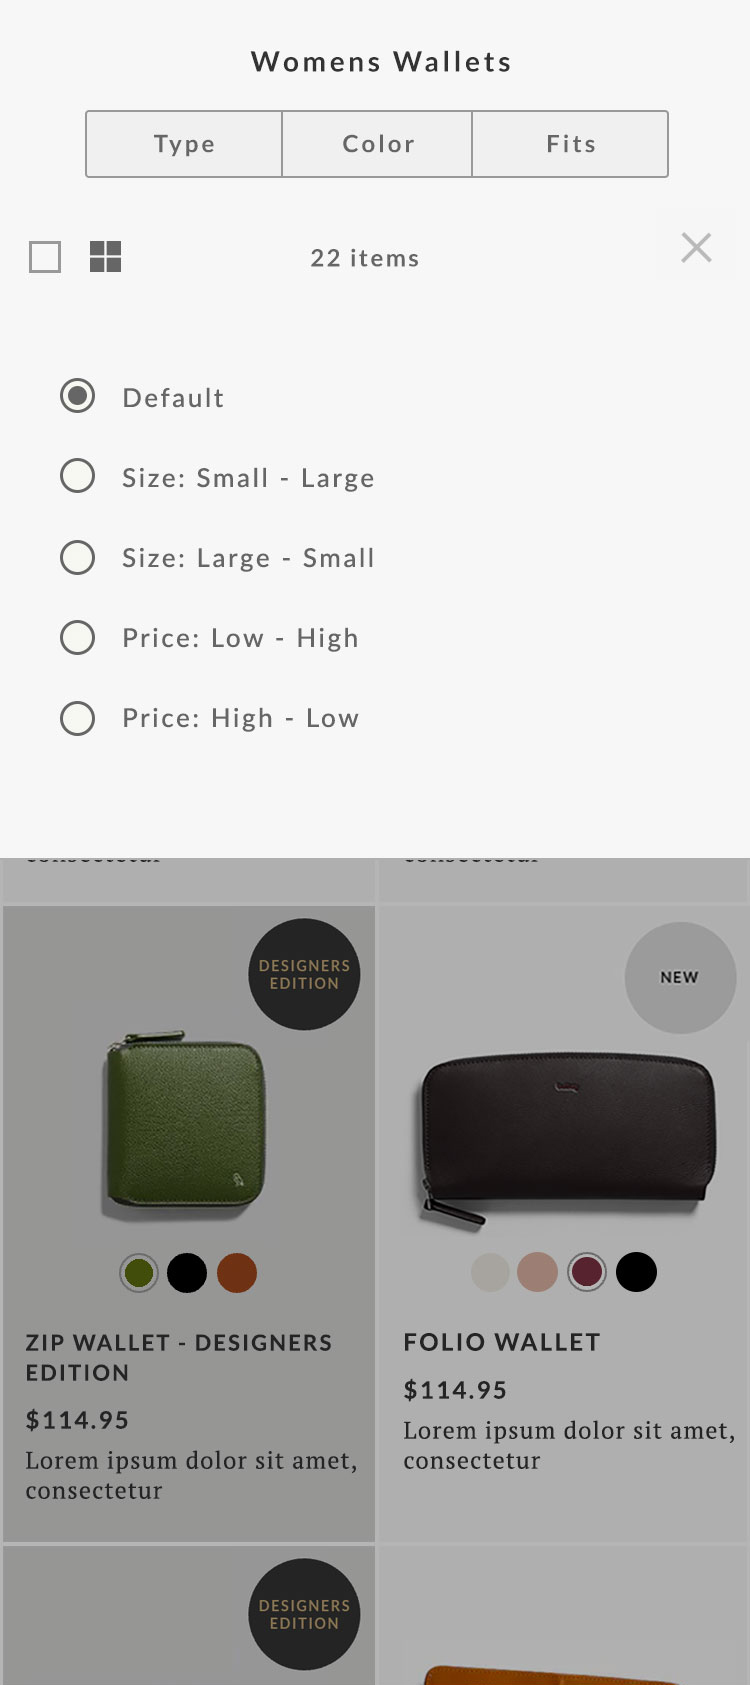 Womens Wallets
Type Color Fits
22 items
Default
Size: Small - Large
Size: Large - Small
Price: Low - High
Price: High - Low
consectetur
consectetur
DESIGNERS
EDITION
ZIP WALLET - DESIGNERS
EDITION
$114.95
Lorem ipsum dolor sit amet,
consectetur
NEW
FOLIO WALLET
$114.95
Lorem ipsum dolor sit amet,
consectetur
DESIGNERS
EDITION